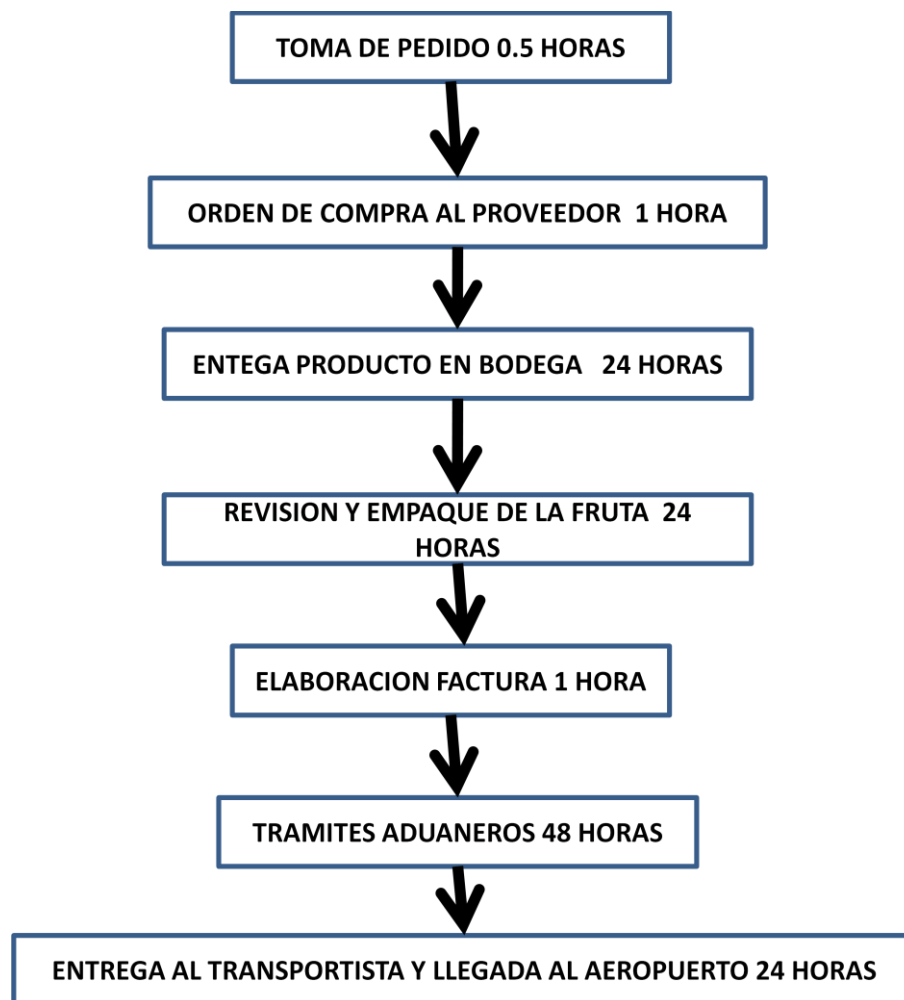 TOMA DE PEDIDO 0.5 HORAS
ORDEN DE COMPRA AL PROVEEDOR 1 HORA
ENTEGA PRODUCTO EN BODEGA 24 HORAS
REVISION Y EMPAQUE DE LA FRUTA 24
HORAS
ELABORACION FACTURA 1 HORA
TRAMITES ADUANEROS 48 HORAS
ENTREGA AL TRANSPORTISTA Y LLEGADA AL AEROPUERTO 24 HORAS